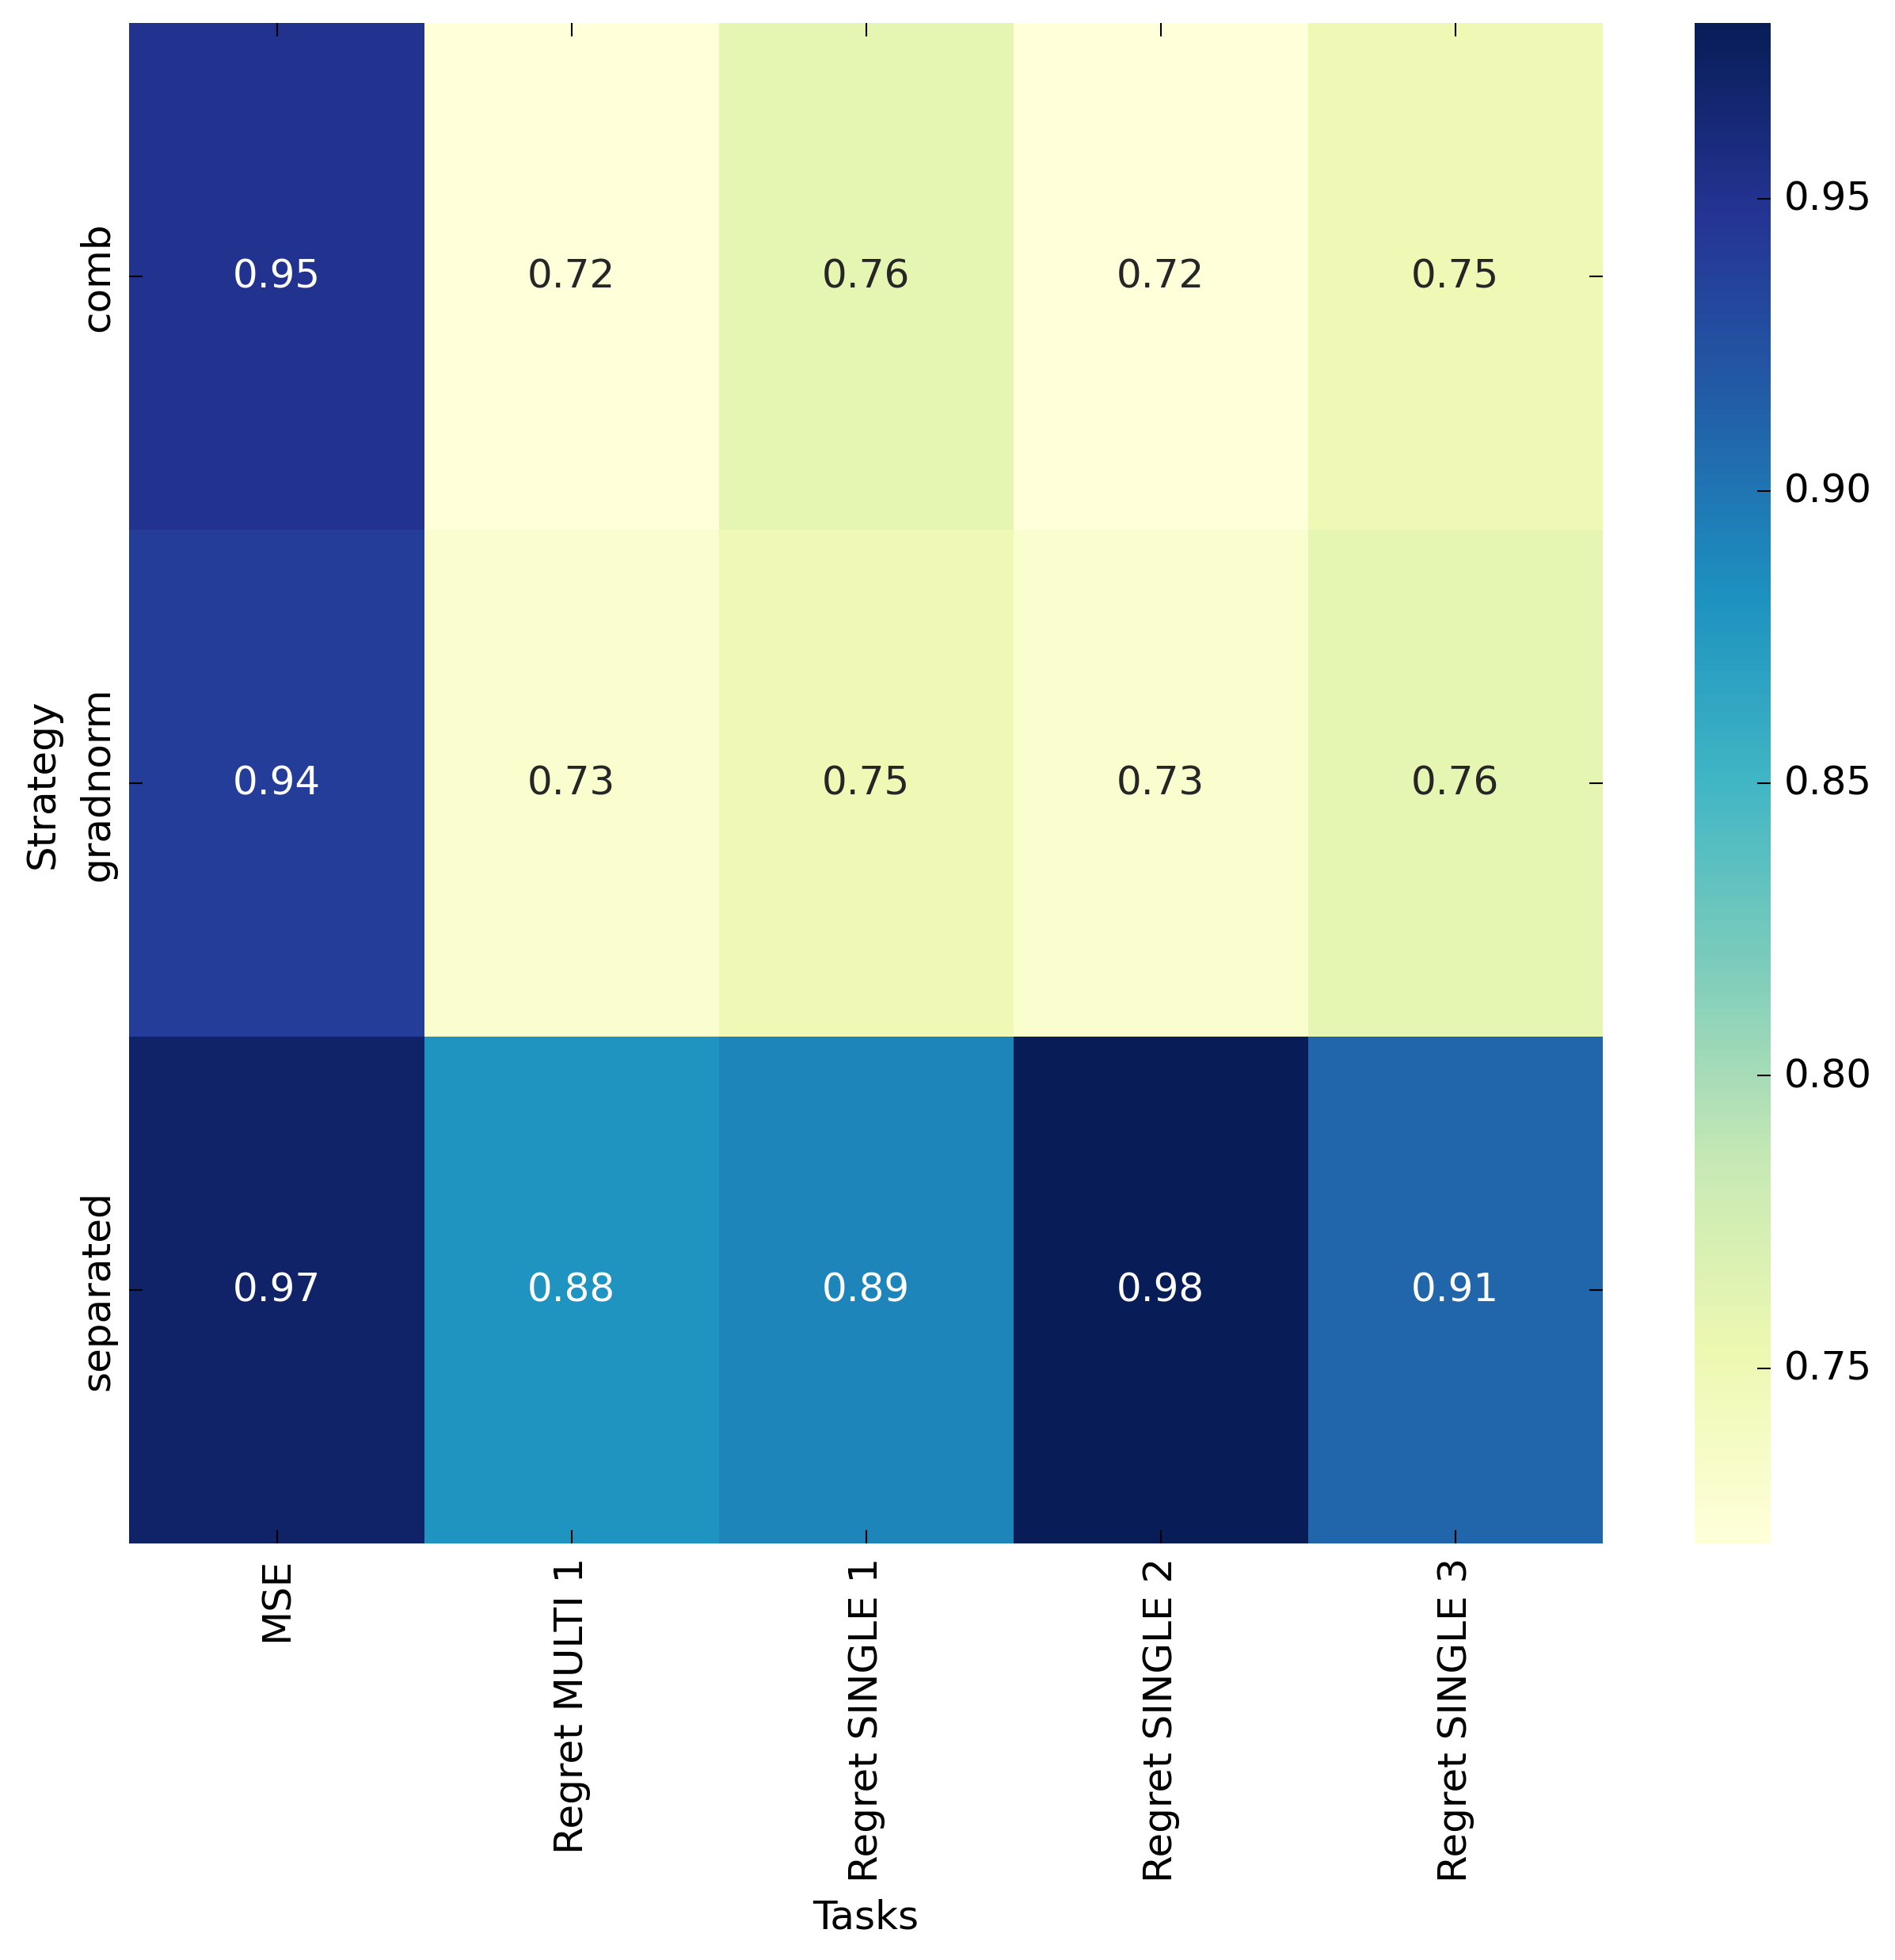 Strategy
comb
0.95 0.72 0.76 0.72 0.75
gradnorm
0.94 0.73 0.75 0.73 0.76
separated
0.97 0.88 0.89 0.98 0.91
MSE
Regret MULTI 1
Regret SINGLE 1
Regret SINGLE 2
Regret SINGLE 3
Tasks
0.95
0.90
0.85
0.80
0.75